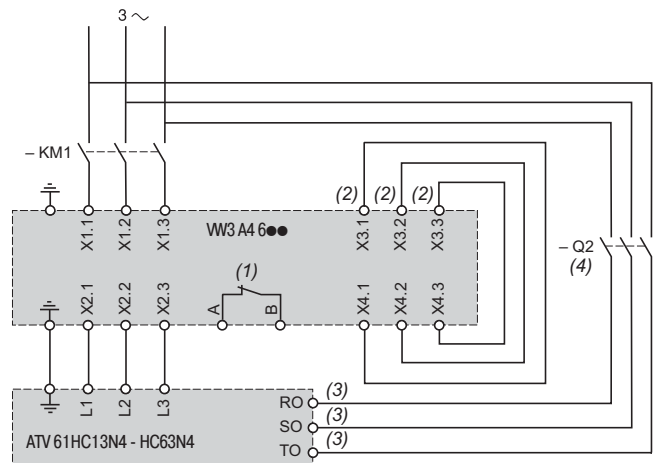 3 ~
– KM1
(2) (2) (2)
X1.1 X1.2 X1.3 X3.1 X3.2 X3.3
VW3 A4 6●●
– Q2
(4)
(1)
X2.1 X2.2 X2.3 A B X4.1 X4.2 X4.3
L1 L2 L3
RO (3)
SO (3)
TO (3)
ATV 61HC13N4 - HC63N4